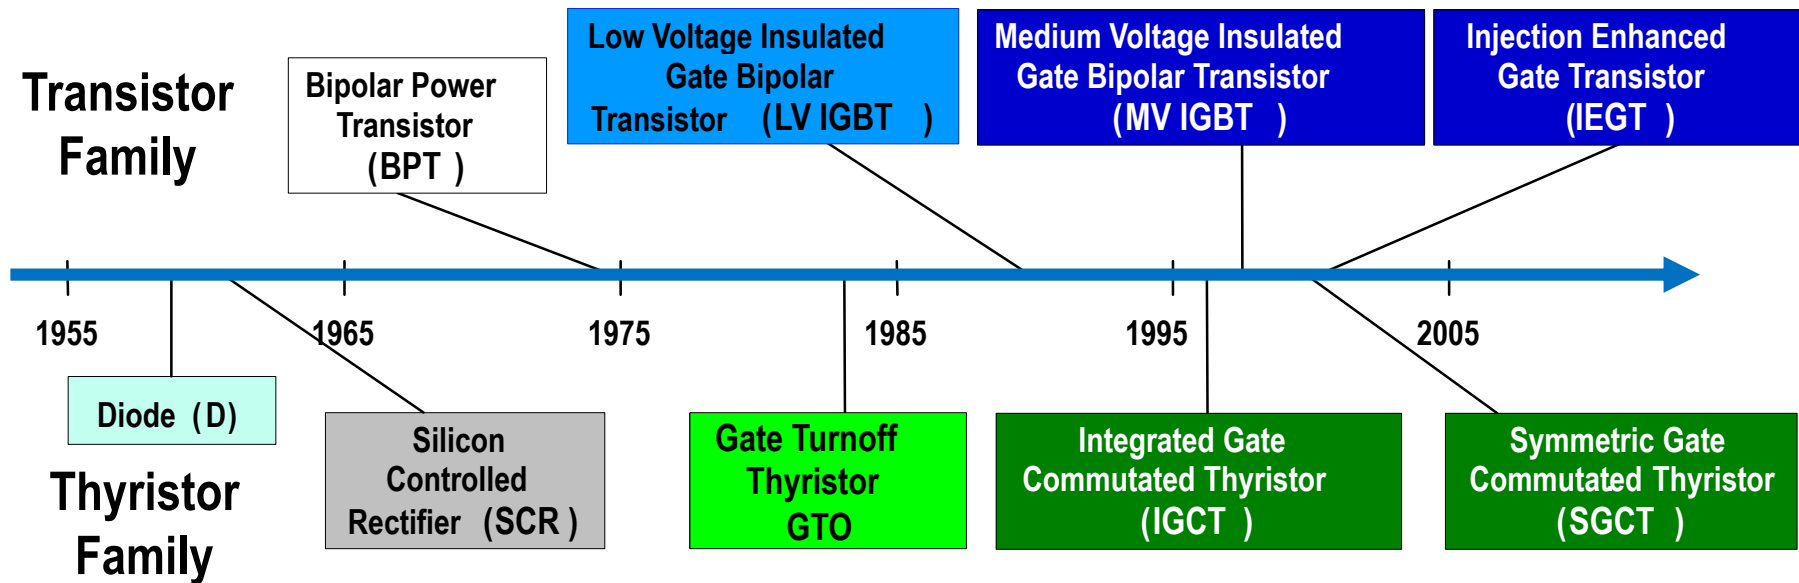 Transistor
Family
Bipolar Power
Transistor
(BPT )
Low Voltage Insulated
Gate Bipolar
Transistor (LV IGBT )
Medium Voltage Insulated
Gate Bipolar Transistor
(MV IGBT )
Injection Enhanced
Gate Transistor
(IEGT )
1955
1965
1975
1985
1995
2005
Diode (D)
Silicon
Controlled
Rectifier (SCR )
Gate Turnoff
Thyristor
GTO
Integrated Gate
Commutated Thyristor
(IGCT )
Symmetric Gate
Commutated Thyristor
(SGCT )
Thyristor
Family